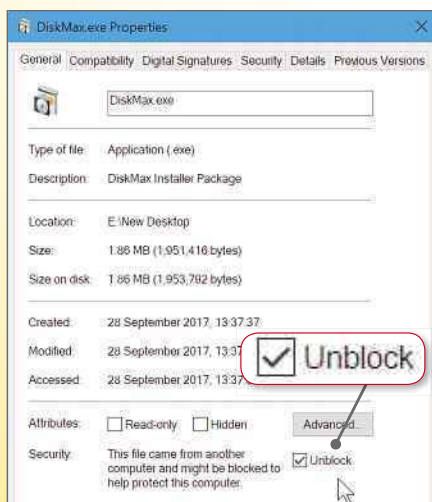 DiskMax.exe Properties
General Compatibility Digital Signatures Security Details Previous Versions
DiskMax.exe
Type of file: Application (.exe)
Description: DiskMax Installer Package
Location: E:\New Desktop
Size: 1.86 MB (1,951,416 bytes)
Size on disk: 1.86 MB (1,953,792 bytes)
Created: 28 September 2017, 13:37:37
Modified: 28 September 2017, 13:37
Accessed: 28 September 2017, 13:37
Unblock
Attributes: Read-only Hidden Advanced...
Security: This file came from another
computer and might be blocked to
help protect this computer.
Unblock